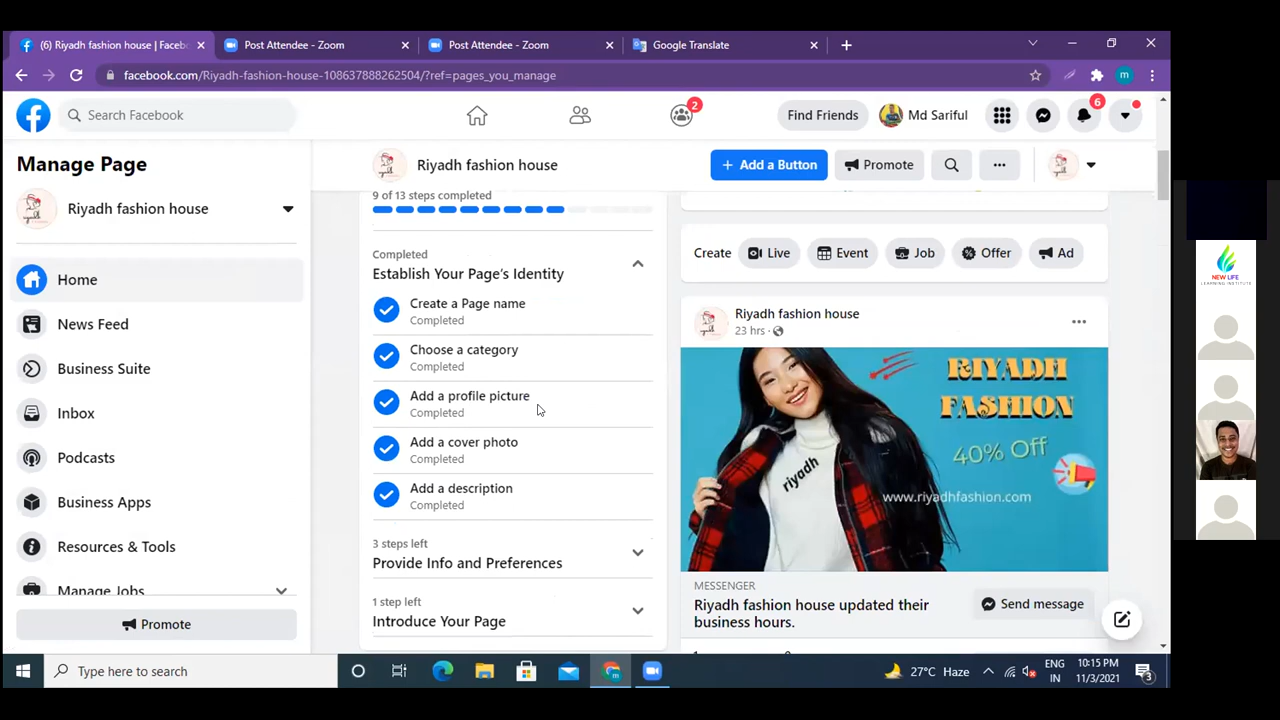 (6) Riyadh fashion house | Faceb
Post Attendee - Zoom
Post Attendee - Zoom
Google Translate
facebook.com/Riyadh-fashion-house-108637888262504/?ref=pages_you_manage
m
Search Facebook
2
Find Friends
Md Sariful
6
Manage Page
Riyadh fashion house
Home
News Feed
Business Suite
Inbox
Podcasts
Business Apps
Resources & Tools
Manage Jobs
Promote
Riyadh fashion house
Add a Button
Promote
9 of 13 steps completed
Completed
Establish Your Page's Identity
Create a Page name
Completed
Choose a category
Completed
Add a profile picture
Completed
Add a cover photo
Completed
Add a description
Completed
3 steps left
Provide Info and Preferences
1 step left
Introduce Your Page
Create
Live
Event
Job
Offer
Ad
Riyadh fashion house
23 hrs ·
RIYADH
FASHION
40% Off
www.riyadhfashion.com
riyadh
MESSENGER
Riyadh fashion house updated their
business hours.
Send message
NEW LIFE
LEARNING INSTITUTE
Type here to search
27°C Haze
ENG
IN
10:15 PM
11/3/2021
3